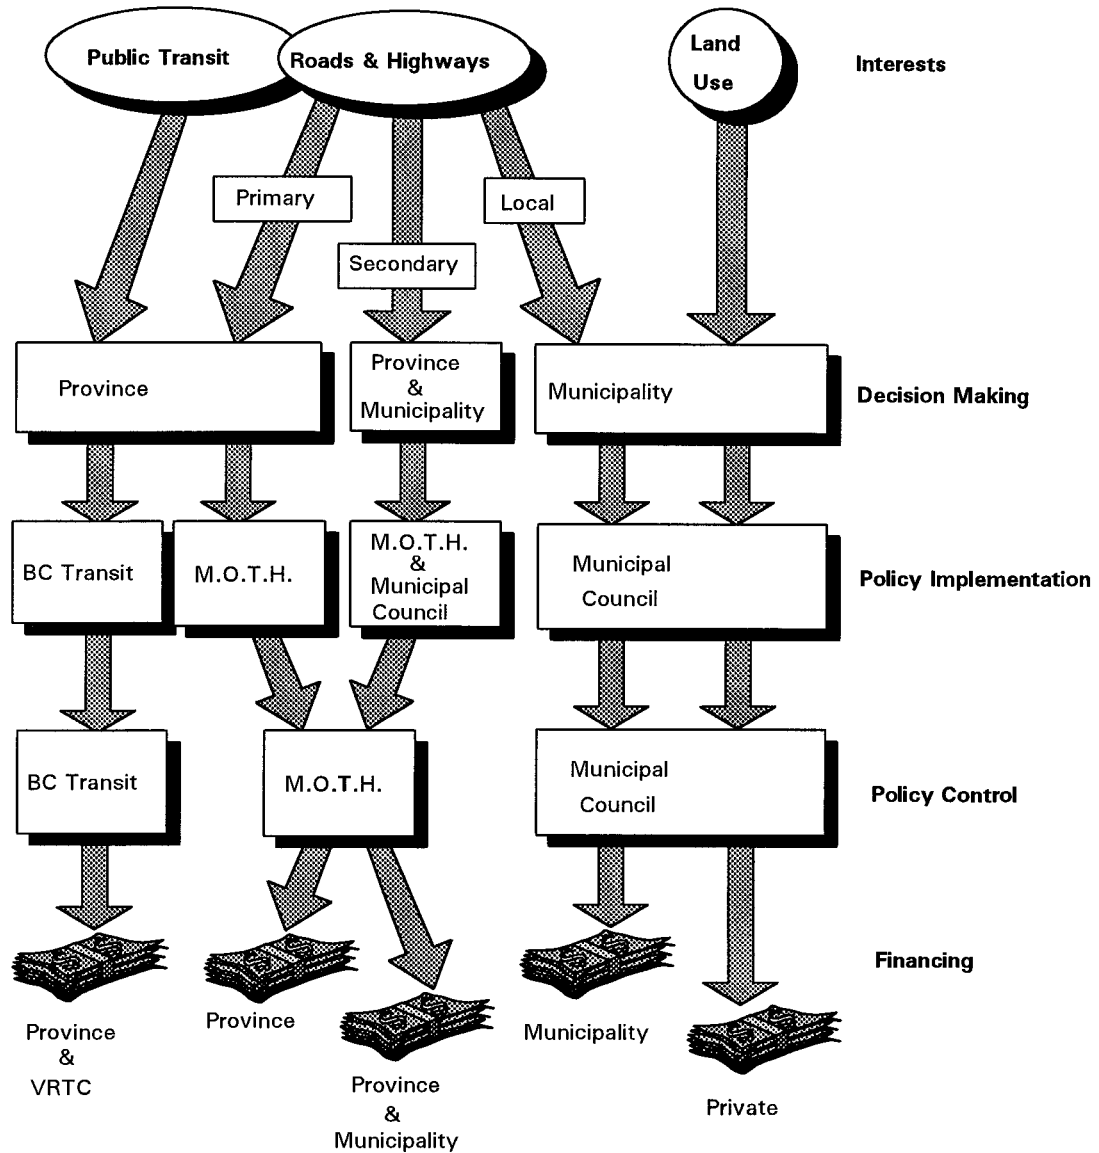 Public Transit
Roads & Highways
Land
Use
Interests
Primary
Local
Secondary
Province
Province
&
Municipality
Municipality
Decision Making
BC Transit
M.O.T.H.
M.O.T.H.
&
Municipal
Council
Municipal
Council
Policy Implementation
BC Transit
M.O.T.H.
Municipal
Council
Policy Control
Financing
Province
&
VRTC
Province
Province
&
Municipality
Municipality
Private